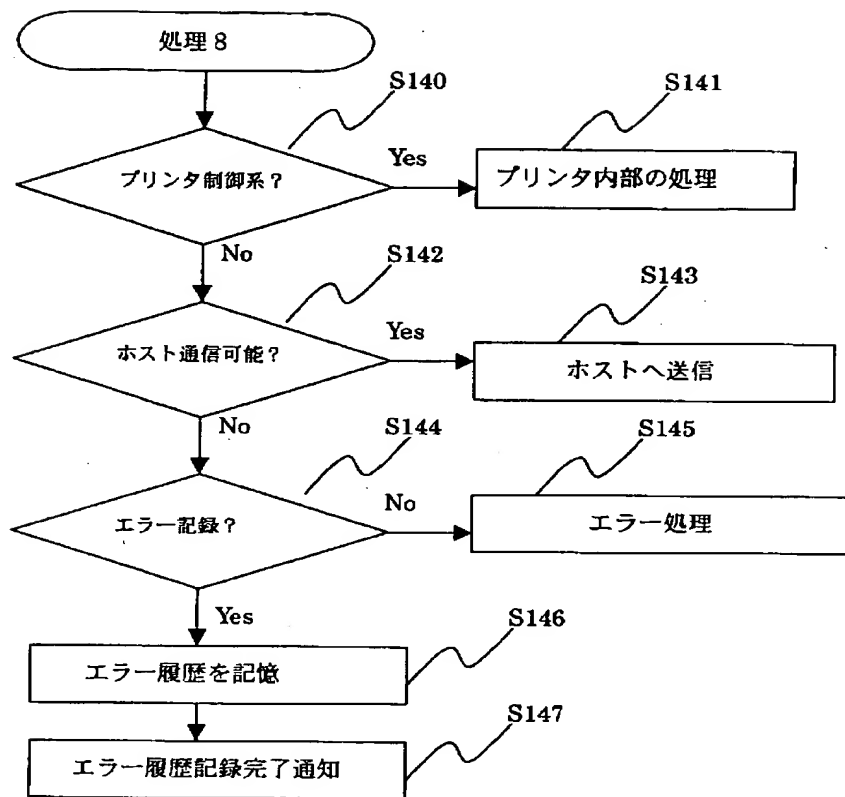 処理8
S140
プリンタ制御系?
Yes
S141
プリンタ内部の処理
No
S142
ホスト通信可能?
Yes
S143
ホストへ送信
No
S144
エラー記録?
No
S145
エラー処理
Yes
S146
エラー履歴を記憶
S147
エラー履歴記録完了通知